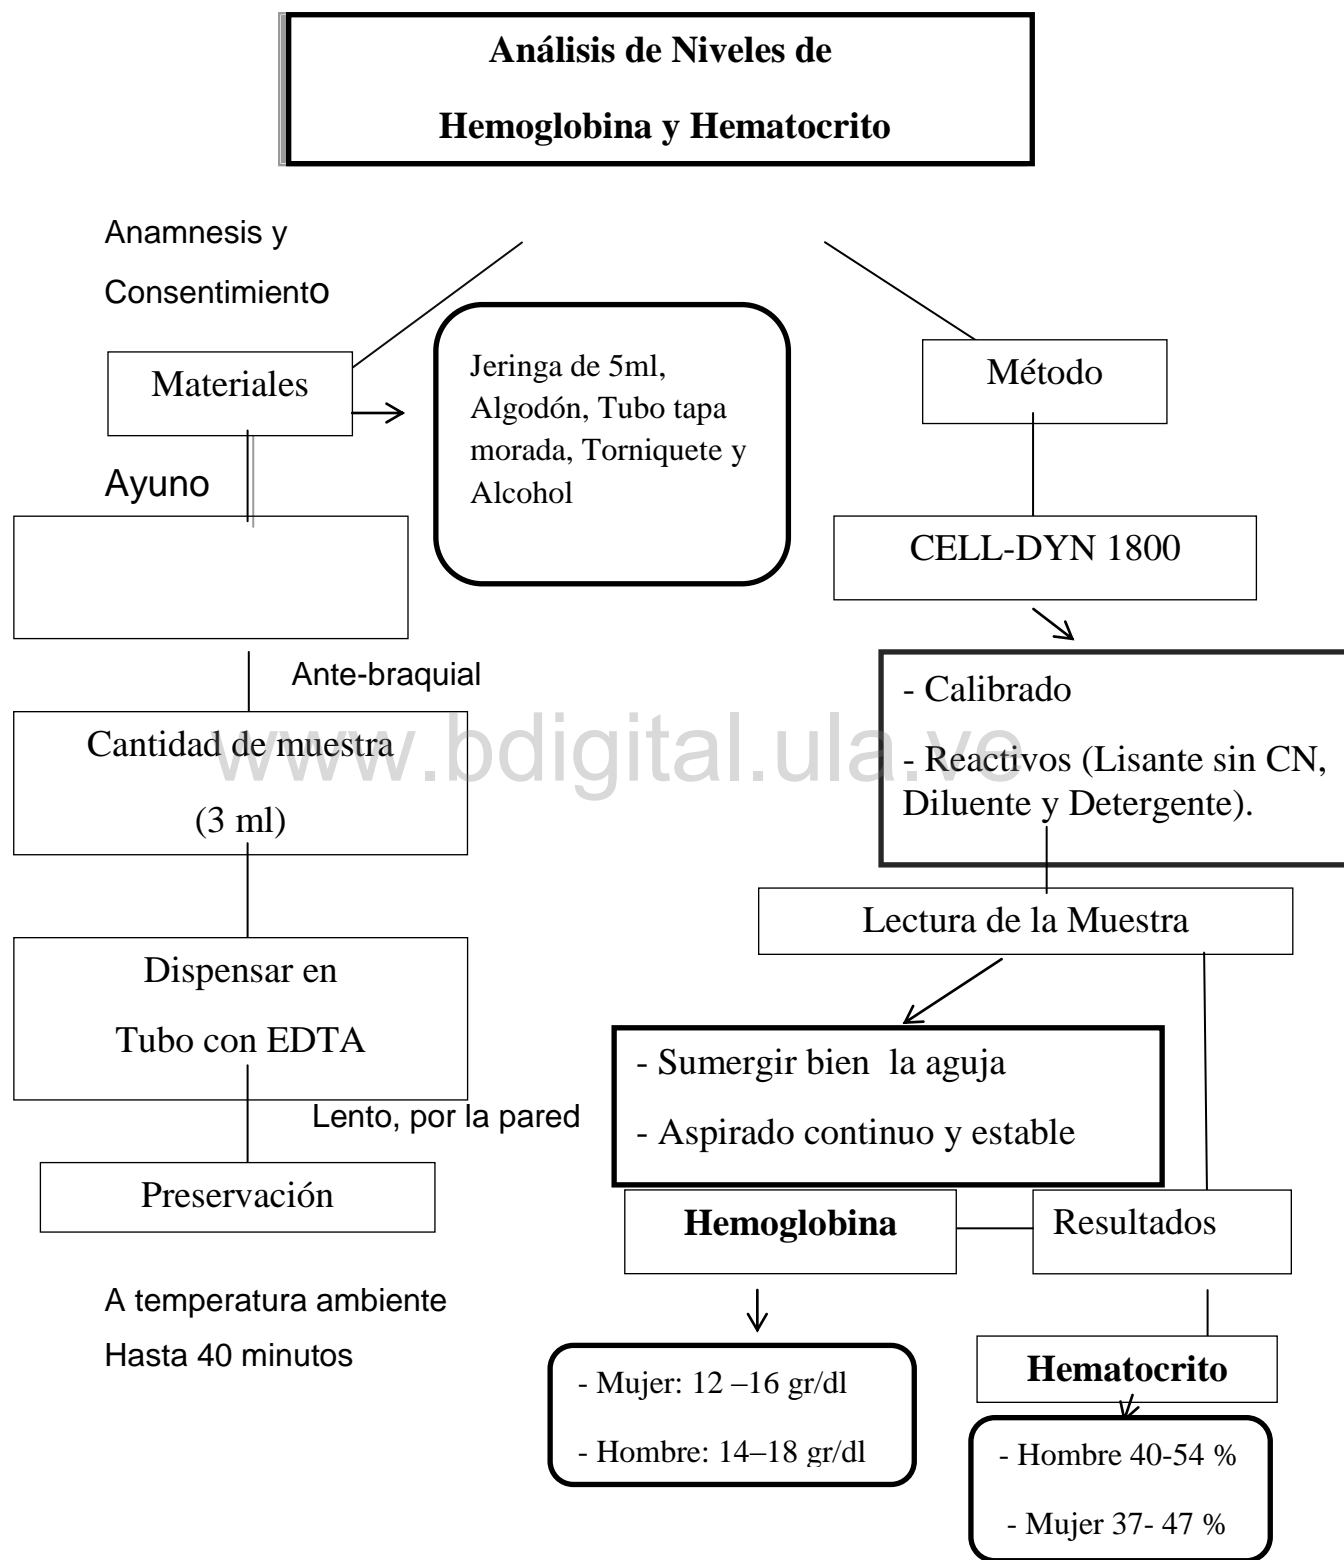 Análisis de Niveles de
Hemoglobina y Hematocrito
Anamnesis y
Consentimiento
Materiales
Jeringa de 5ml,
Algodón, Tubo tapa
morada, Torniquete y
Alcohol
Ayuno
Ante-braquial
Cantidad de muestra
(3 ml)
Dispensar en
Tubo con EDTA
Lento, por la pared
Preservación
A temperatura ambiente
Hasta 40 minutos
Método
CELL-DYN 1800
- Calibrado
- Reactivos (Lisante sin CN,
Diluente y Detergente).
Lectura de la Muestra
- Sumergir bien la aguja
- Aspirado continuo y estable
Resultados
Hemoglobina
- Mujer: 12 –16 gr/dl
- Hombre: 14–18 gr/dl
Hematocrito
- Hombre 40-54 %
- Mujer 37- 47 %
www.bdigital.ula.ve